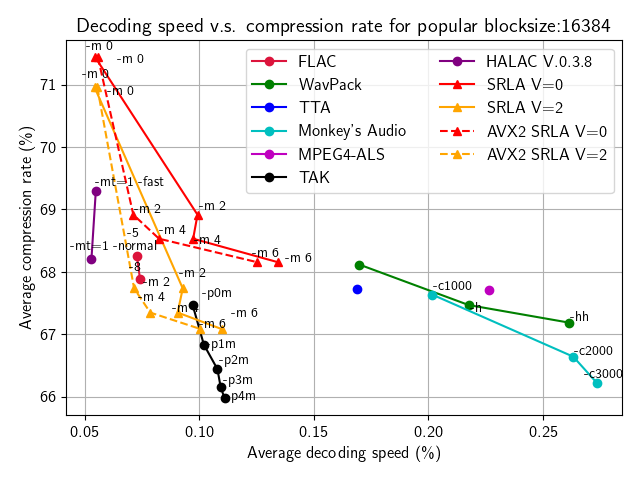 Decoding speed v.s. compression rate for popular blocksize:16384
Average compression rate (%)
71
70
69
68
67
66
0.05
0.10
0.15
0.20
0.25
Average decoding speed (%)
FLAC
WavPack
TTA
Monkey's Audio
MPEG4-ALS
TAK
HALAC V.0.3.8
SRLA V=0
SRLA V=2
AVX2 SRLA V=0
AVX2 SRLA V=2
-m 0
-m 0
-m 0
-m 0
-mt=1 -fast
-m 2
-m 2
-5
-m 4
-m 4
-mt=1 -normal
-m 6
-m 6
-8
-m 2
-m 2
-c1000
-p0m
-m 4
-h
-hh
-m 6
-m 6
-p1m
-p2m
-c2000
-p3m
-c3000
-p4m